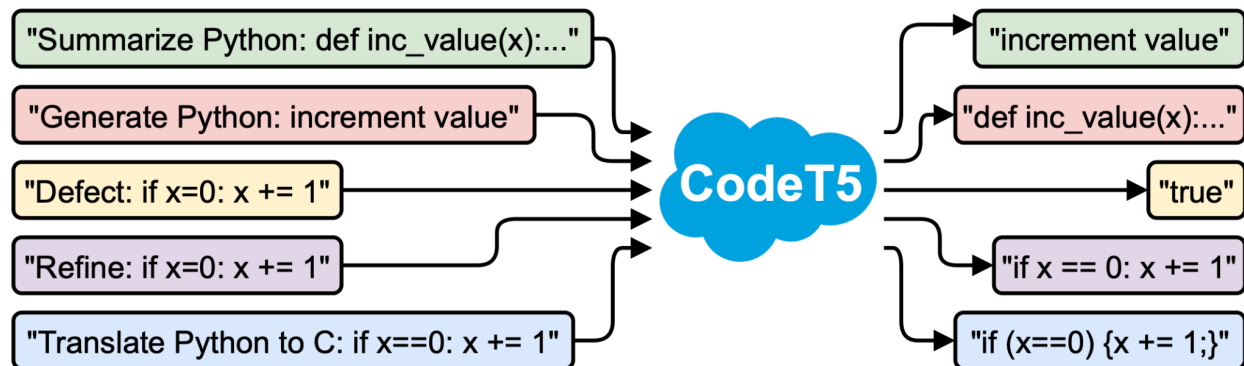 "Summarize Python: def inc_value(x):..."
"Generate Python: increment value"
"Defect: if x=0: x += 1"
"Refine: if x=0: x += 1"
"Translate Python to C: if x==0: x += 1"
CodeT5
"increment value"
"def inc_value(x):..."
"true"
"if x == 0: x += 1"
"if (x==0) {x += 1;}"